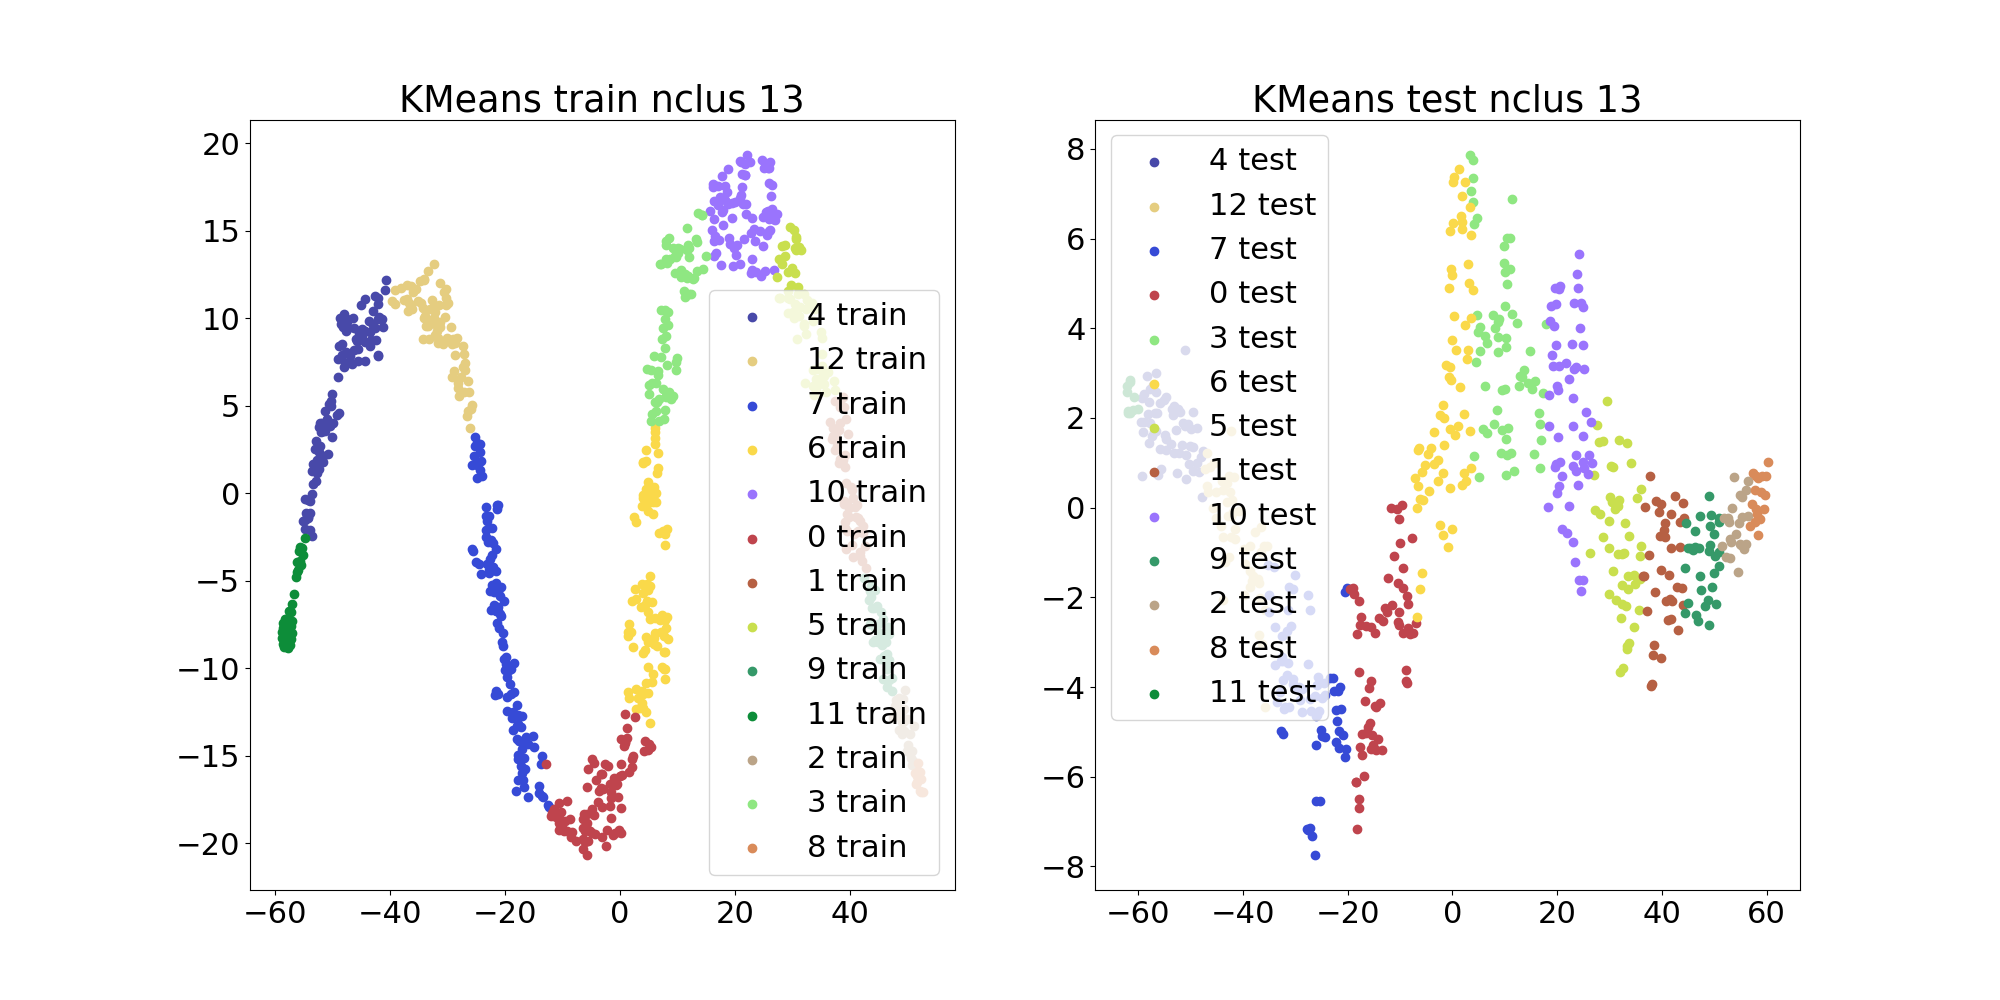 KMeans train nclus 13
20
15
10
5
0
−5
−10
−15
−20
−60
−40
−20
0
20
40
4 train
12 train
7 train
6 train
10 train
0 train
1 train
5 train
9 train
11 train
2 train
3 train
8 train
KMeans test nclus 13
8
6
4
2
0
−2
−4
−6
−8
−60
−40
−20
0
20
40
60
4 test
12 test
7 test
0 test
3 test
6 test
5 test
1 test
10 test
9 test
2 test
8 test
11 test